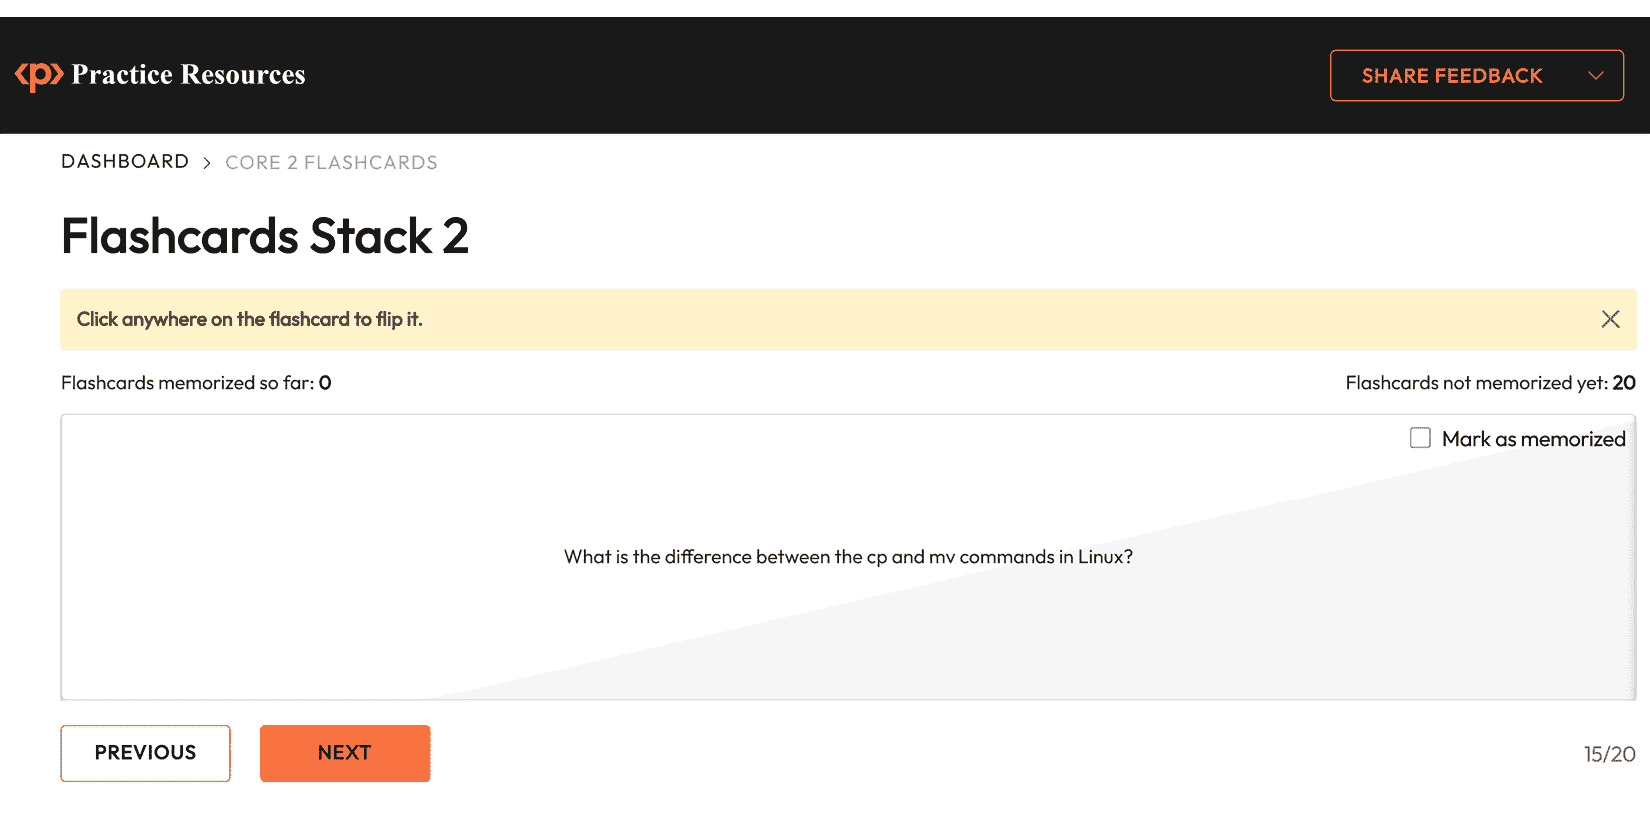 <p> Practice Resources
SHARE FEEDBACK
DASHBOARD > CORE 2 FLASHCARDS
Flashcards Stack 2
Click anywhere on the flashcard to flip it.
Flashcards memorized so far: 0
Flashcards not memorized yet: 20
Mark as memorized
What is the difference between the cp and mv commands in Linux?
PREVIOUS
NEXT
15/20